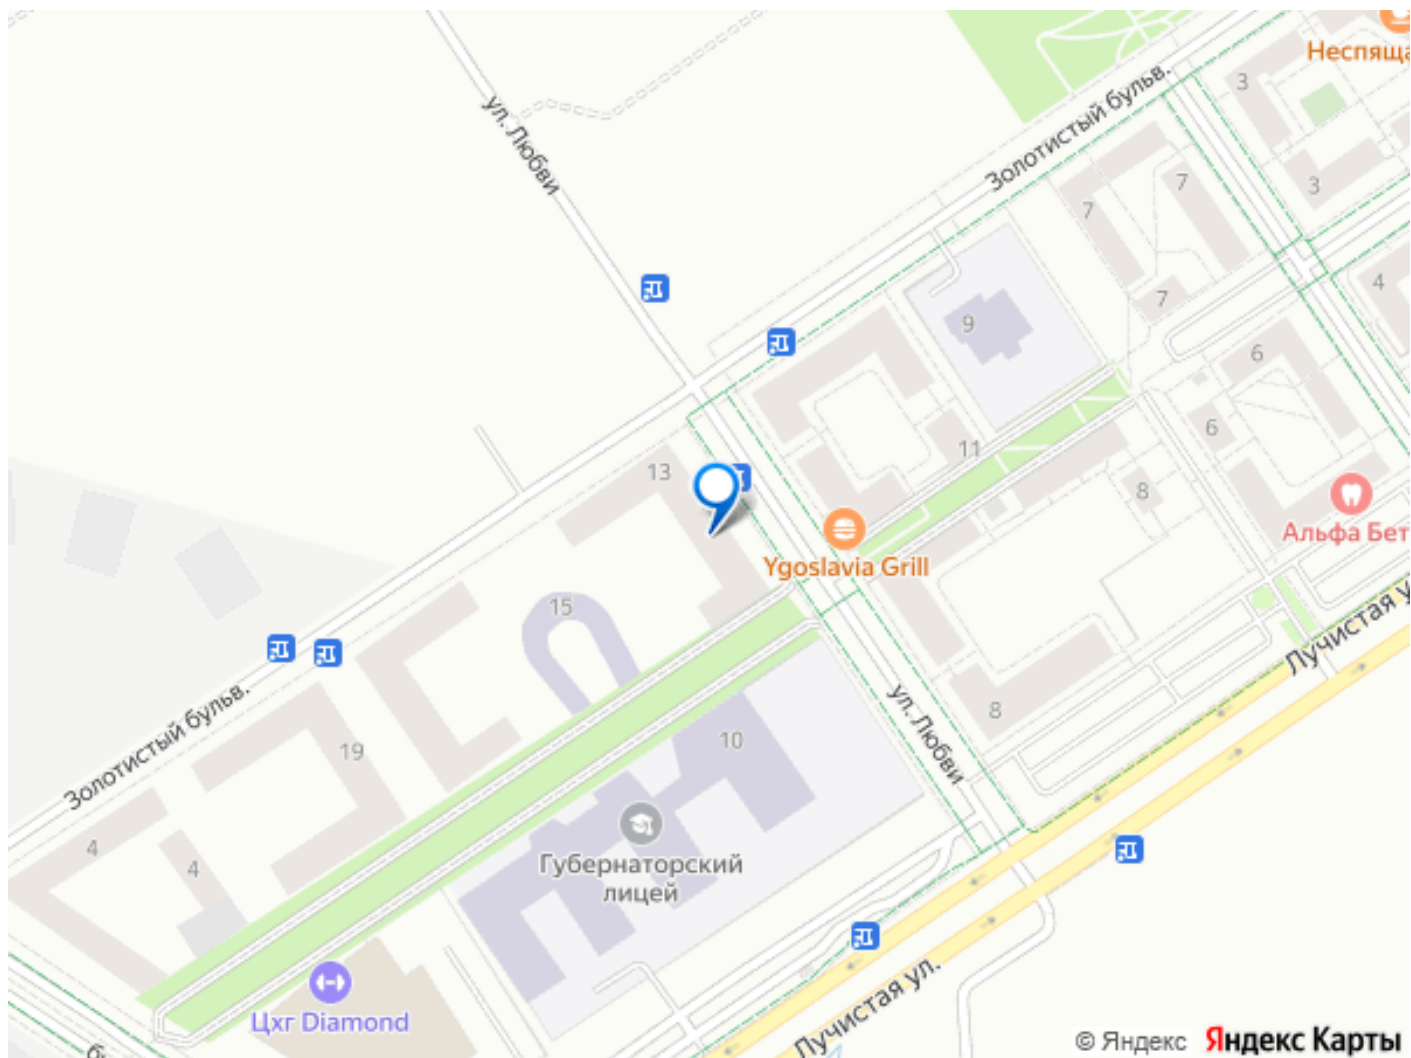 Неспяща
3
ул. Любви
Золотистый бульв.
3
7
7
4
7
9
6
11
6
13
8
Альфа Бет
Ygoslavia Grill
15
Лучистая у
8
ул. Любви
10
Золотистый бульв.
19
4
4
Губернаторский
лицей
Лучистая ул.
Цхг Diamond
© Яндекс Яндекс Карты